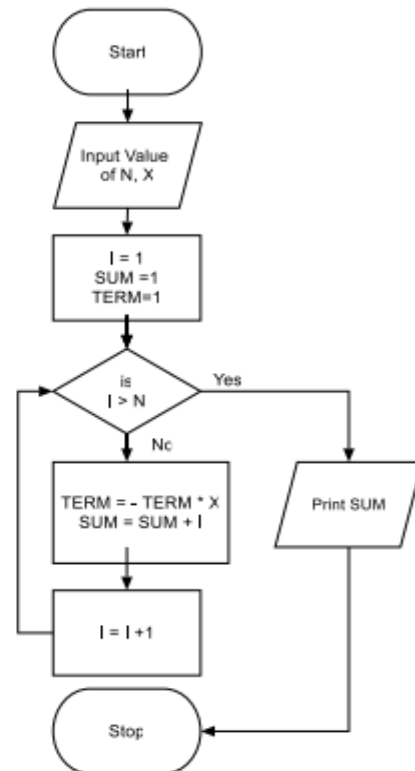 Start
Input Value
of N, X
I = 1
SUM =1
TERM=1
is
I > N
Yes
No
TERM = - TERM * X
SUM = SUM + I
Print SUM
I = I +1
Stop